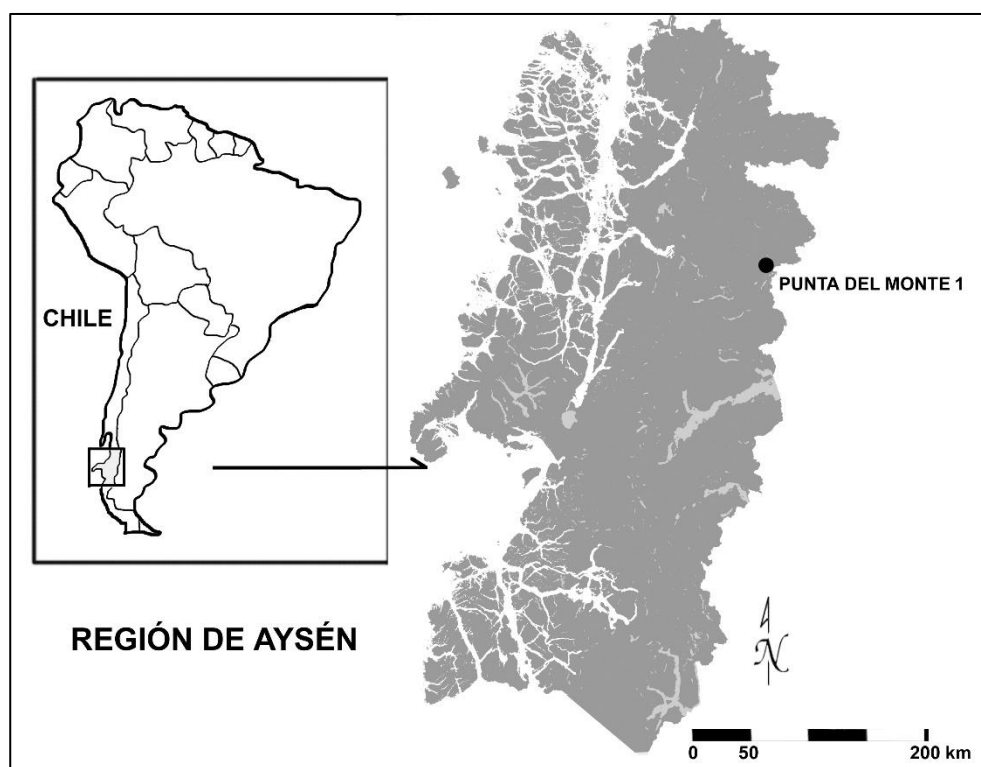 CHILE
PUNTA DEL MONTE 1
REGIÓN DE AYSÉN
N
0 50 200 km